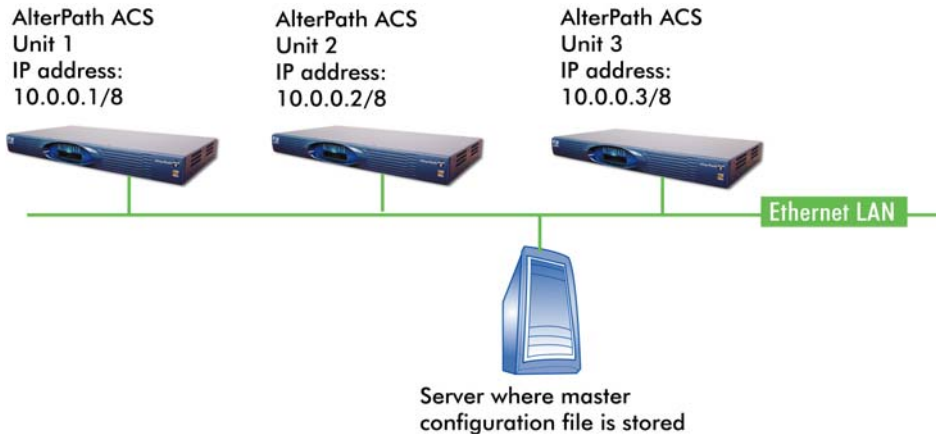 AlterPath ACS
Unit 1
IP address:
10.0.0.1/8
AlterPath ACS
Unit 2
IP address:
10.0.0.2/8
AlterPath ACS
Unit 3
IP address:
10.0.0.3/8
Ethernet LAN
Server where master
configuration file is stored